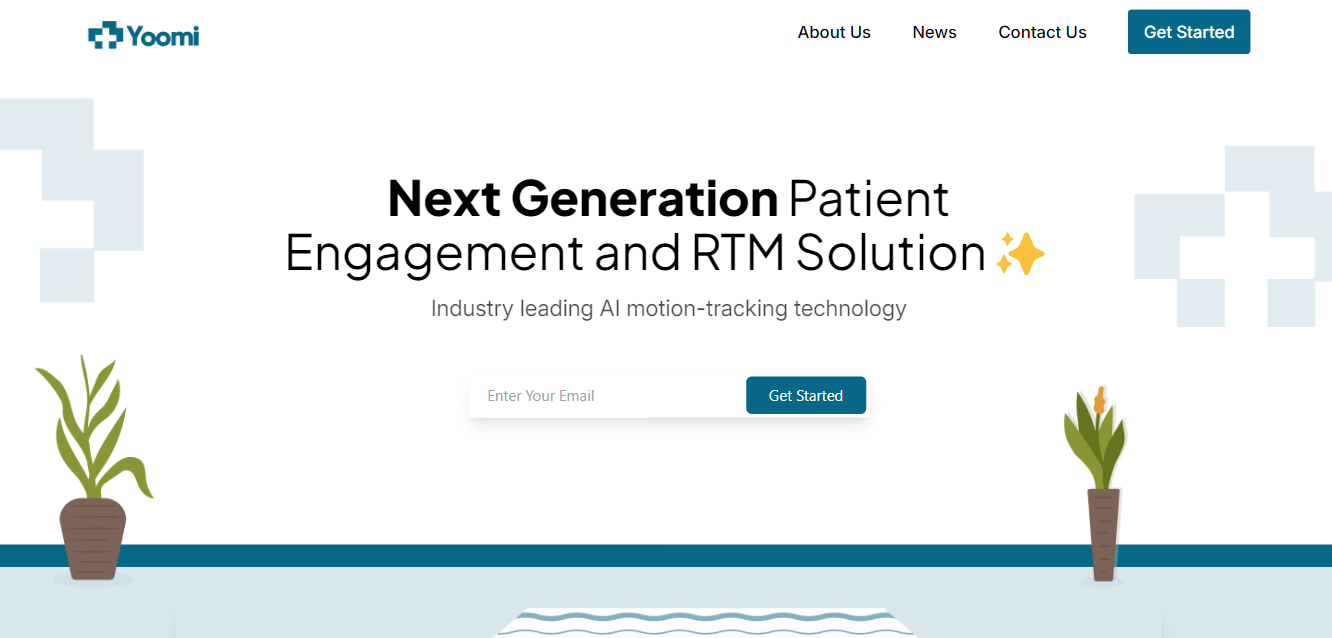 Yoomi
About Us
News
Contact Us
Get Started
Next Generation Patient
Engagement and RTM Solution ✨
Industry leading AI motion-tracking technology
Enter Your Email
Get Started